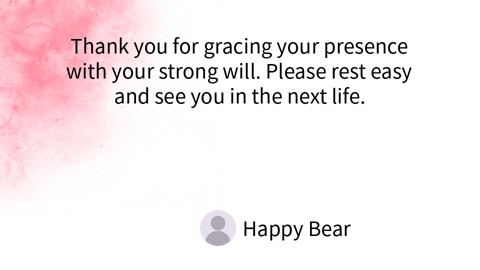 Thank you for gracing your presence
with your strong will. Please rest easy
and see you in the next life.
Happy Bear